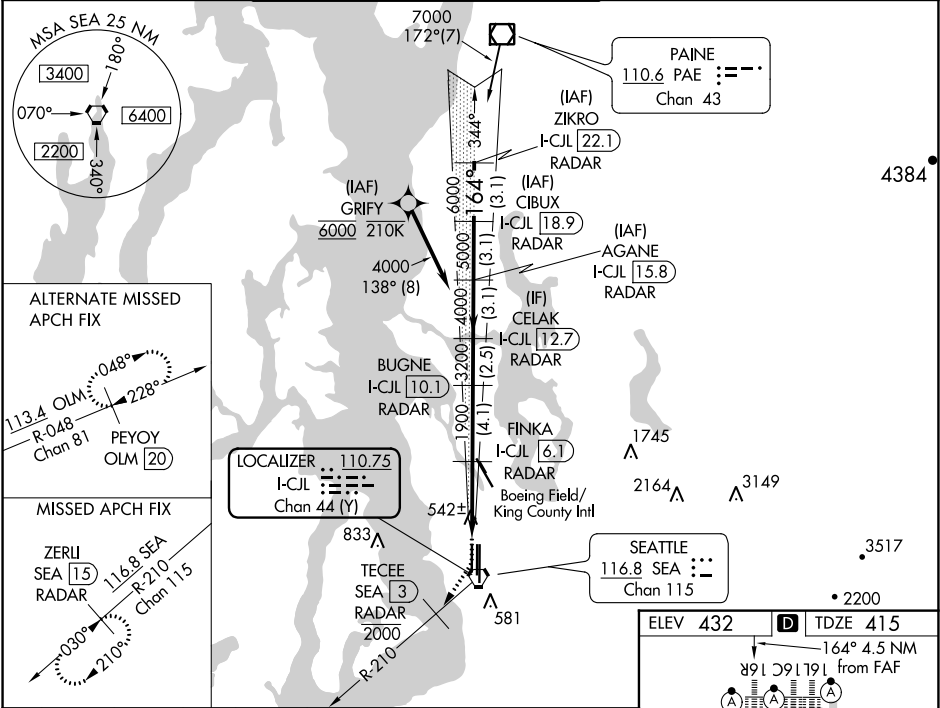 MSA SEA 25 NM
180°
3400
070°
6400
2200
340°
7000
172° (7)
PAINE
110.6 PAE
Chan 43
344°
(IAF)
ZIKRO
I-CJL 22.1
RADAR
4384
6000
164°
(3.1)
(IAF)
GRIFY
6000 210K
(IAF)
CIBUX
I-CJL 18.9
RADAR
5000
(3.1)
4000
138° (8)
(IAF)
AGANE
I-CJL 15.8
RADAR
4000
(3.1)
(IF)
CELAK
I-CJL 12.7
RADAR
3200
(2.5)
BUGNE
I-CJL 10.1
RADAR
1900
(4.1)
FINKA
I-CJL 6.1
RADAR
Boeing Field/
King County Intl
ALTERNATE MISSED
APCH FIX
048°
228°
113.4 OLM
R-048
Chan 81
PEYOY
OLM 20
1745
2164
3149
LOCALIZER 110.75
I-CJL
Chan 44 (Y)
542±
833
MISSED APCH FIX
ZERLI
SEA 15
RADAR
116.8 SEA
R-210
Chan 115
030°
210°
TECEE
SEA 3
RADAR
2000
R-210
581
SEATTLE
116.8 SEA
Chan 115
3517
2200
ELEV 432
D
TDZE 415
164° 4.5 NM
from FAF
16R
16C
16L
A
A
A